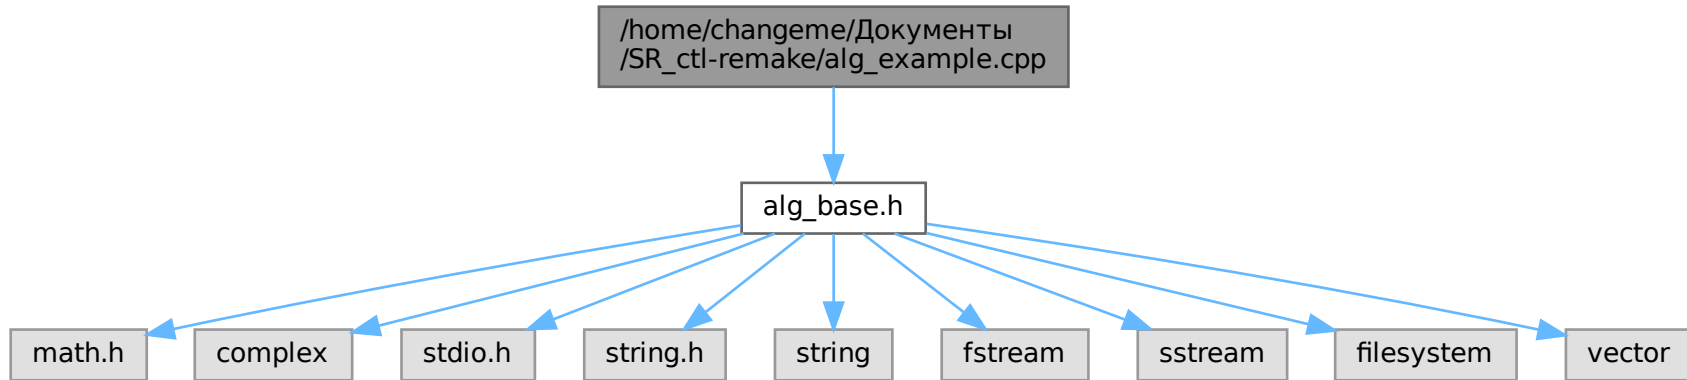 /home/changeme/Документы
/SR_ctl-remake/alg_example.cpp
alg_base.h
math.h
complex
stdio.h
string.h
string
fstream
sstream
filesystem
vector